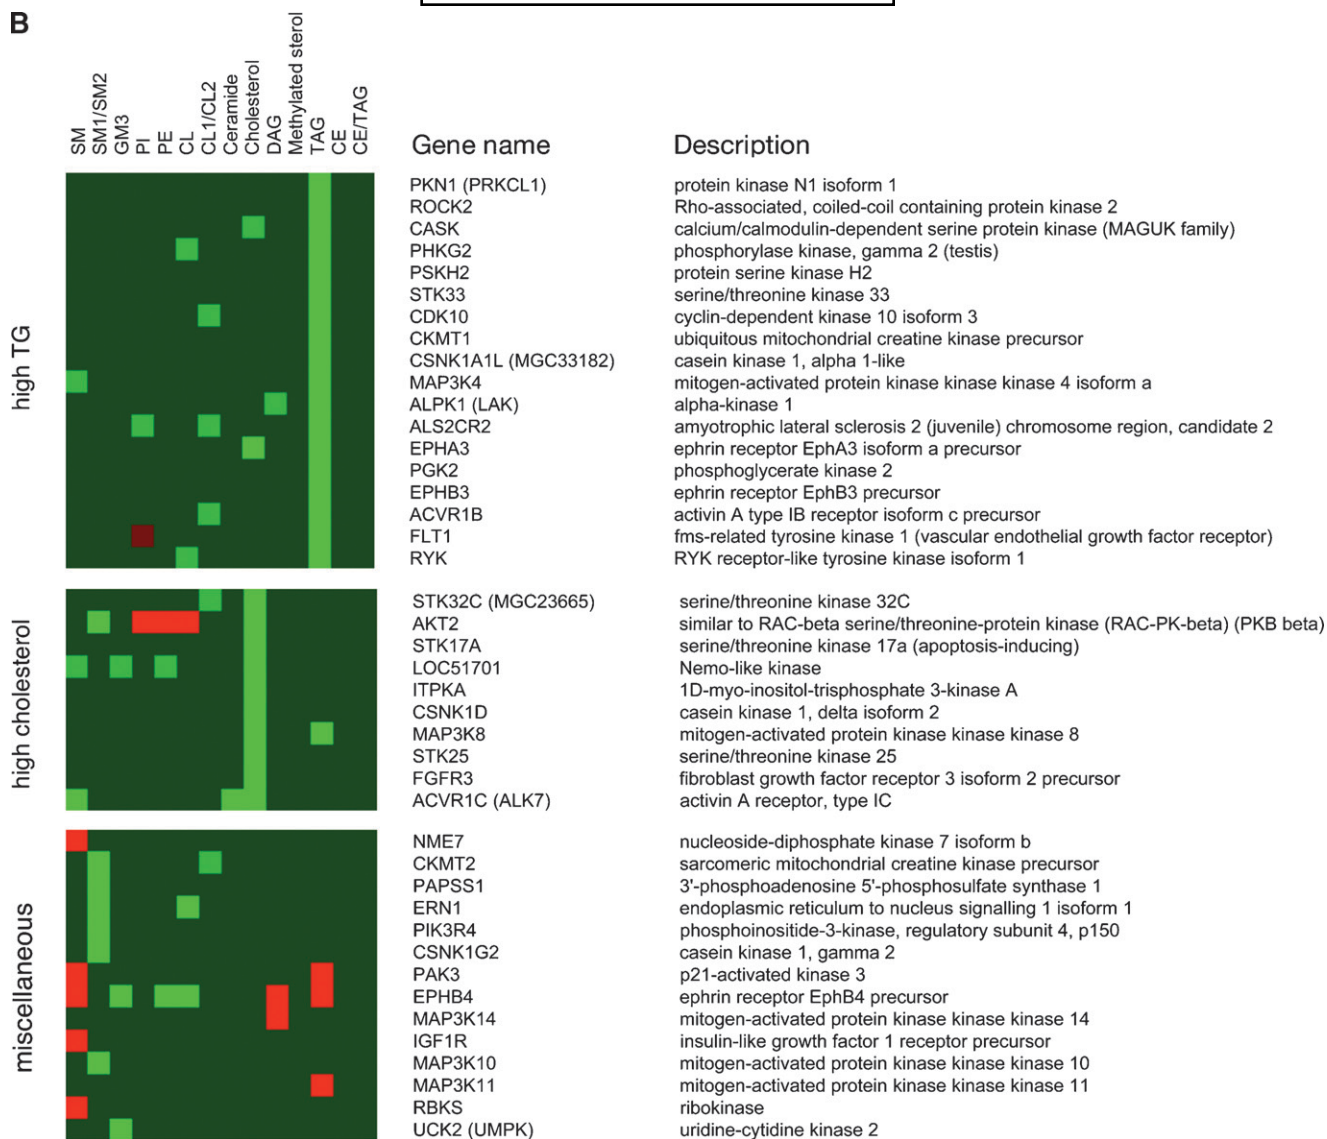 B
SM
SM1/SM2
GM3
PI
PE
CL
CL1/CL2
Ceramide
Cholesterol
DAG
Methylated sterol
TAG
CE
CE/TAG
Gene name Description
high TG
PKN1 (PRKCL1) protein kinase N1 isoform 1
ROCK2 Rho-associated, coiled-coil containing protein kinase 2
CASK calcium/calmodulin-dependent serine protein kinase (MAGUK family)
PHKG2 phosphorylase kinase, gamma 2 (testis)
PSKH2 protein serine kinase H2
STK33 serine/threonine kinase 33
CDK10 cyclin-dependent kinase 10 isoform 3
CKMT1 ubiquitous mitochondrial creatine kinase precursor
CSNK1A1L (MGC33182) casein kinase 1, alpha 1-like
MAP3K4 mitogen-activated protein kinase kinase kinase 4 isoform a
ALPK1 (LAK) alpha-kinase 1
ALS2CR2 amyotrophic lateral sclerosis 2 (juvenile) chromosome region, candidate 2
EPHA3 ephrin receptor EphA3 isoform a precursor
PGK2 phosphoglycerate kinase 2
EPHB3 ephrin receptor EphB3 precursor
ACVR1B activin A type IB receptor isoform c precursor
FLT1 fms-related tyrosine kinase 1 (vascular endothelial growth factor receptor)
RYK RYK receptor-like tyrosine kinase isoform 1
high cholesterol
STK32C (MGC23665) serine/threonine kinase 32C
AKT2 similar to RAC-beta serine/threonine-protein kinase (RAC-PK-beta) (PKB beta)
STK17A serine/threonine kinase 17a (apoptosis-inducing)
LOC51701 Nemo-like kinase
ITPKA 1D-myo-inositol-trisphosphate 3-kinase A
CSNK1D casein kinase 1, delta isoform 2
MAP3K8 mitogen-activated protein kinase kinase kinase 8
STK25 serine/threonine kinase 25
FGFR3 fibroblast growth factor receptor 3 isoform 2 precursor
ACVR1C (ALK7) activin A receptor, type IC
miscellaneous
NME7 nucleoside-diphosphate kinase 7 isoform b
CKMT2 sarcomeric mitochondrial creatine kinase precursor
PAPSS1 3'-phosphoadenosine 5'-phosphosulfate synthase 1
ERN1 endoplasmic reticulum to nucleus signalling 1 isoform 1
PIK3R4 phosphoinositide-3-kinase, regulatory subunit 4, p150
CSNK1G2 casein kinase 1, gamma 2
PAK3 p21-activated kinase 3
EPHB4 ephrin receptor EphB4 precursor
MAP3K14 mitogen-activated protein kinase kinase kinase 14
IGF1R insulin-like growth factor 1 receptor precursor
MAP3K10 mitogen-activated protein kinase kinase kinase 10
MAP3K11 mitogen-activated protein kinase kinase kinase 11
RBKS ribokinase
UCK2 (UMPK) uridine-cytidine kinase 2